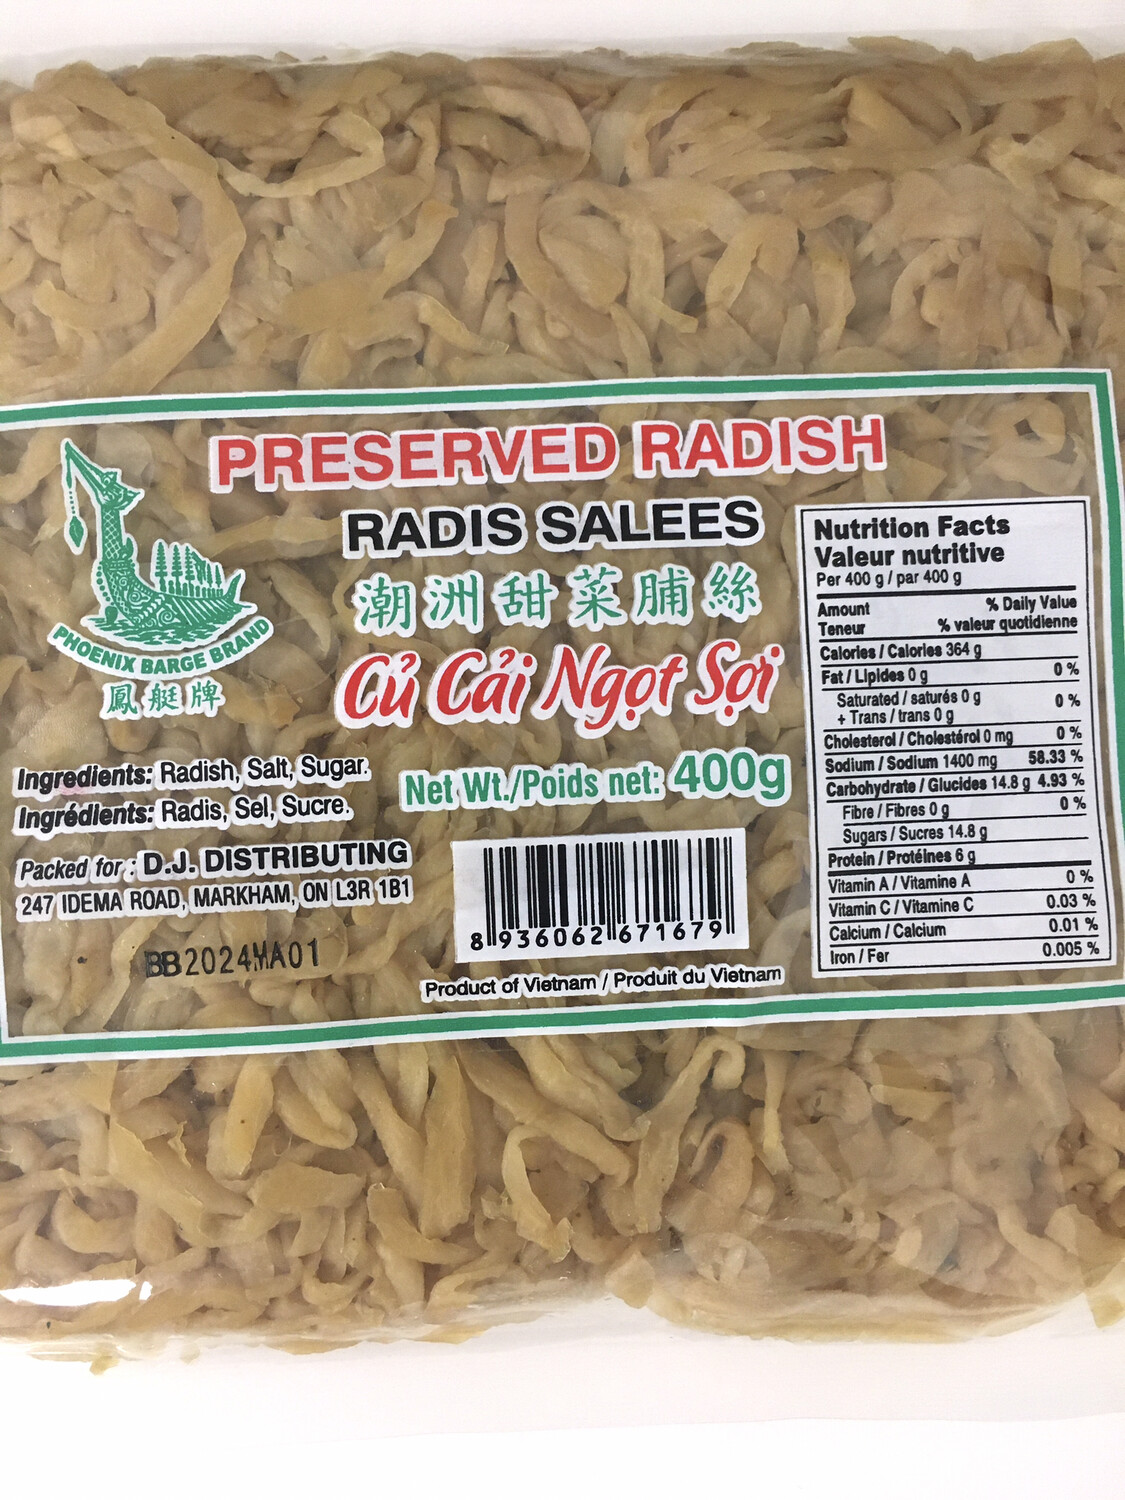 PRESERVED RADISH
RADIS SALEES
潮洲甜菜脯絲
Củ Cải Ngọt Sợi
PHOENIX BARGE BRAND
鳳艇牌
Ingredients: Radish, Salt, Sugar.
Ingrédients: Radis, Sel, Sucre.
Net Wt./Poids net: 400g
Packed for : D.J. DISTRIBUTING
247 IDEMA ROAD, MARKHAM, ON L3R 1B1
BB2024MA01
8 936062 671679
Product of Vietnam / Produit du Vietnam
Nutrition Facts
Valeur nutritive
Per 400 g / par 400 g
Amount % Daily Value
Teneur % valeur quotidienne
Calories / Calories 364 g
Fat / Lipides 0 g 0 %
Saturated / saturés 0 g 0 %
+ Trans / trans 0 g
Cholesterol / Cholestérol 0 mg 0 %
Sodium / Sodium 1400 mg 58.33 %
Carbohydrate / Glucides 14.8 g 4.93 %
Fibre / Fibres 0 g 0 %
Sugars / Sucres 14.8 g
Protein / Protéines 6 g
Vitamin A / Vitamine A 0 %
Vitamin C / Vitamine C 0.03 %
Calcium / Calcium 0.01 %
Iron / Fer 0.005 %